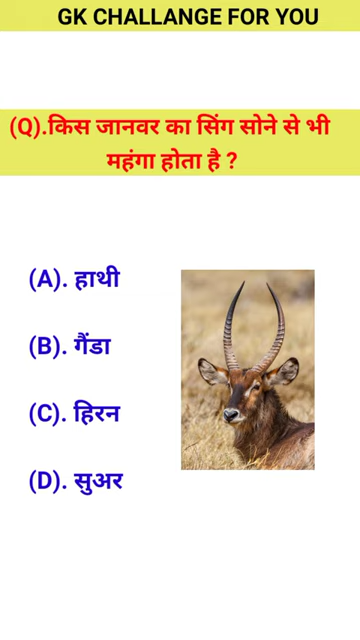 GK CHALLANGE FOR YOU
(Q).किस जानवर का सिंग सोने से भी
महंगा होता है ?
(A). हाथी
(B). गैंडा
(C). हिरन
(D). सुअर